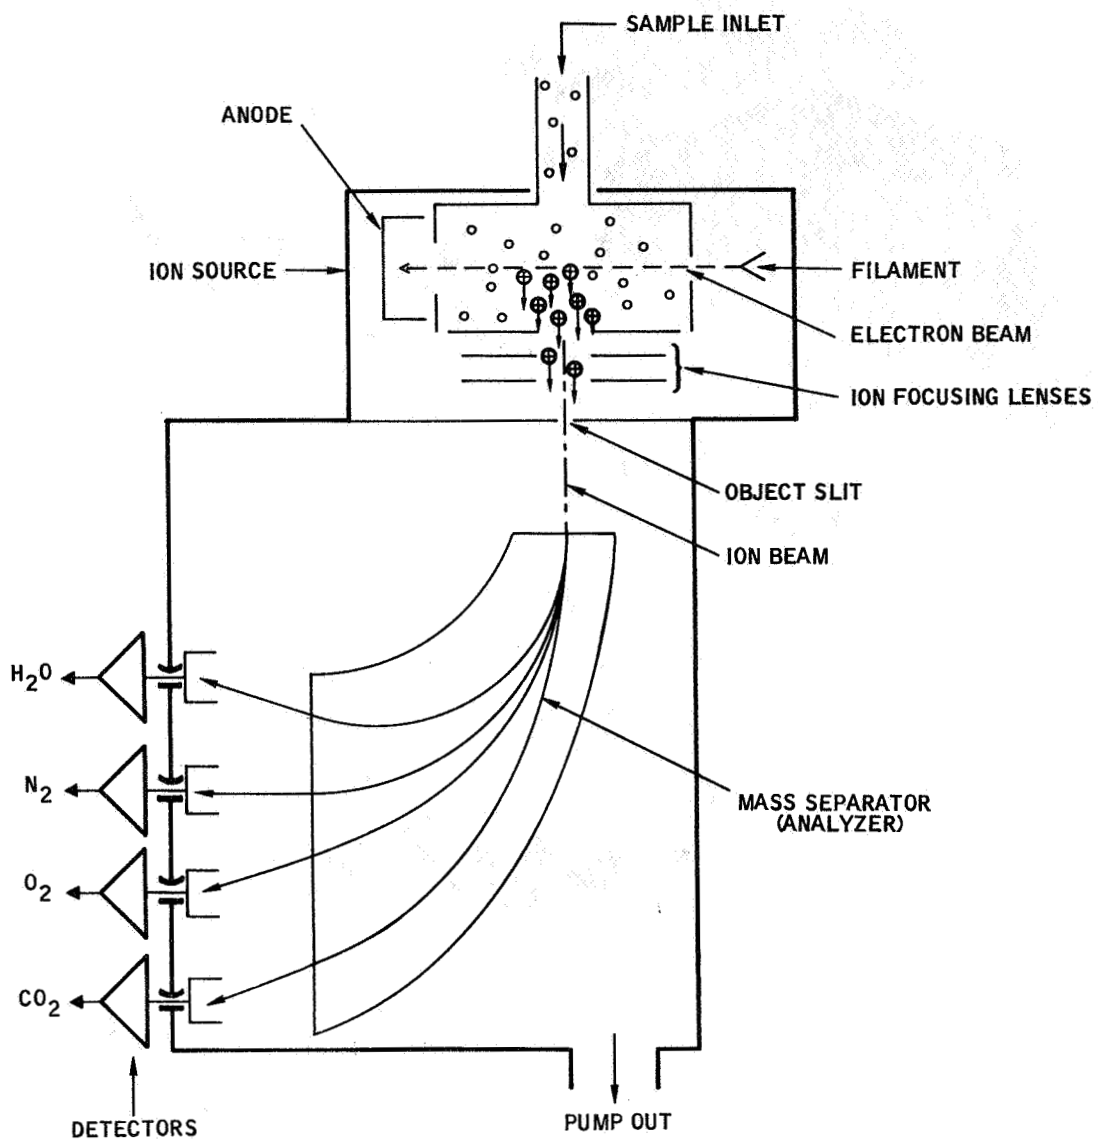 SAMPLE INLET
ANODE
ION SOURCE
FILAMENT
ELECTRON BEAM
ION FOCUSING LENSES
OBJECT SLIT
ION BEAM
H₂O
N₂
MASS SEPARATOR
(ANALYZER)
O₂
CO₂
PUMP OUT
DETECTORS